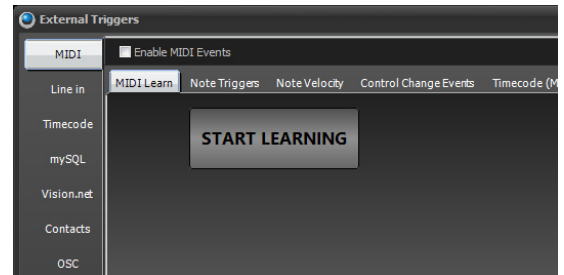 External Triggers
MIDI
Enable MIDI Events
Line in
MIDI Learn Note Triggers Note Velocity Control Change Events Timecode (M
START LEARNING
Timecode
mySQL
Vision.net
Contacts
OSC